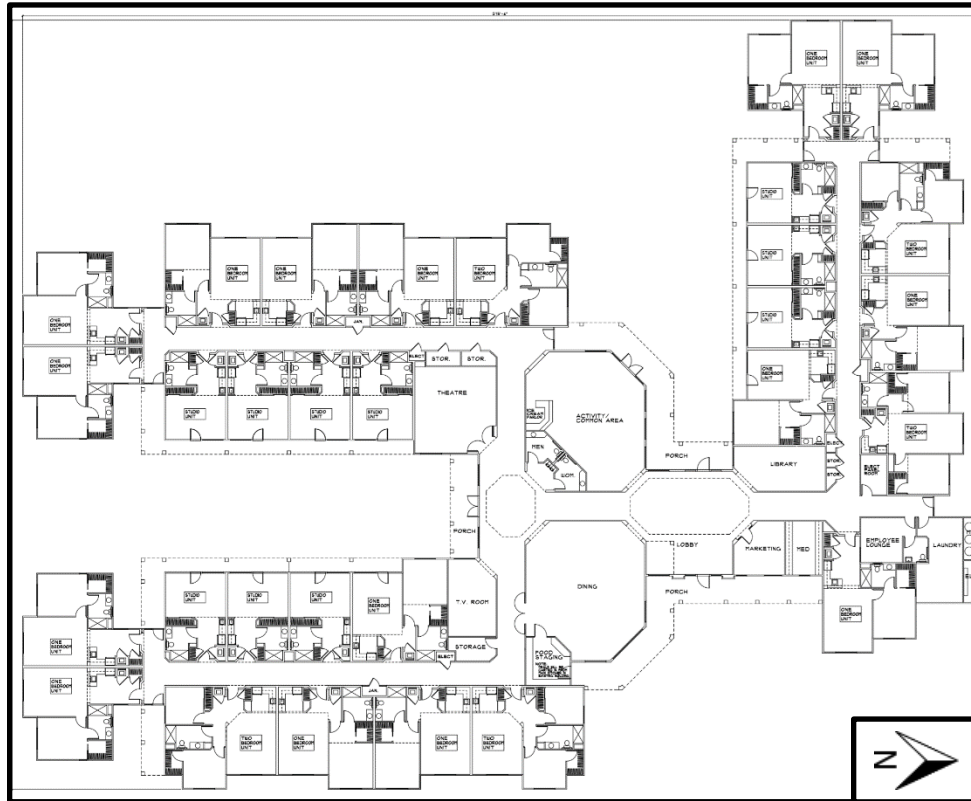 ONE
BEDROOM
UNIT
ONE
BEDROOM
UNIT
STUDIO
UNIT
STUDIO
UNIT
STUDIO
UNIT
ONE
BEDROOM
UNIT
TWO
BEDROOM
UNIT
ONE
BEDROOM
UNIT
TWO
BEDROOM
UNIT
ELEC
STOR.
STOR.
LIBRARY
ONE
BEDROOM
UNIT
ONE
BEDROOM
UNIT
ONE
BEDROOM
UNIT
TWO
BEDROOM
UNIT
JAN.
ONE
BEDROOM
UNIT
ONE
BEDROOM
UNIT
ELECT
STOR.
STOR.
THEATRE
STUDIO
UNIT
STUDIO
UNIT
STUDIO
UNIT
STUDIO
UNIT
ACTIVITY/
COMMON AREA
MEN
WOM.
PORCH
PORCH
LOBBY
MARKETING
MED
EMPLOYEE
LOUNGE
LAUNDRY
PORCH
DINING
ONE
BEDROOM
UNIT
T.V. ROOM
STORAGE
ELECT
FOOD
STAGING
STUDIO
UNIT
STUDIO
UNIT
STUDIO
UNIT
ONE
BEDROOM
UNIT
ONE
BEDROOM
UNIT
ONE
BEDROOM
UNIT
JAN.
TWO
BEDROOM
UNIT
ONE
BEDROOM
UNIT
ONE
BEDROOM
UNIT
TWO
BEDROOM
UNIT
N